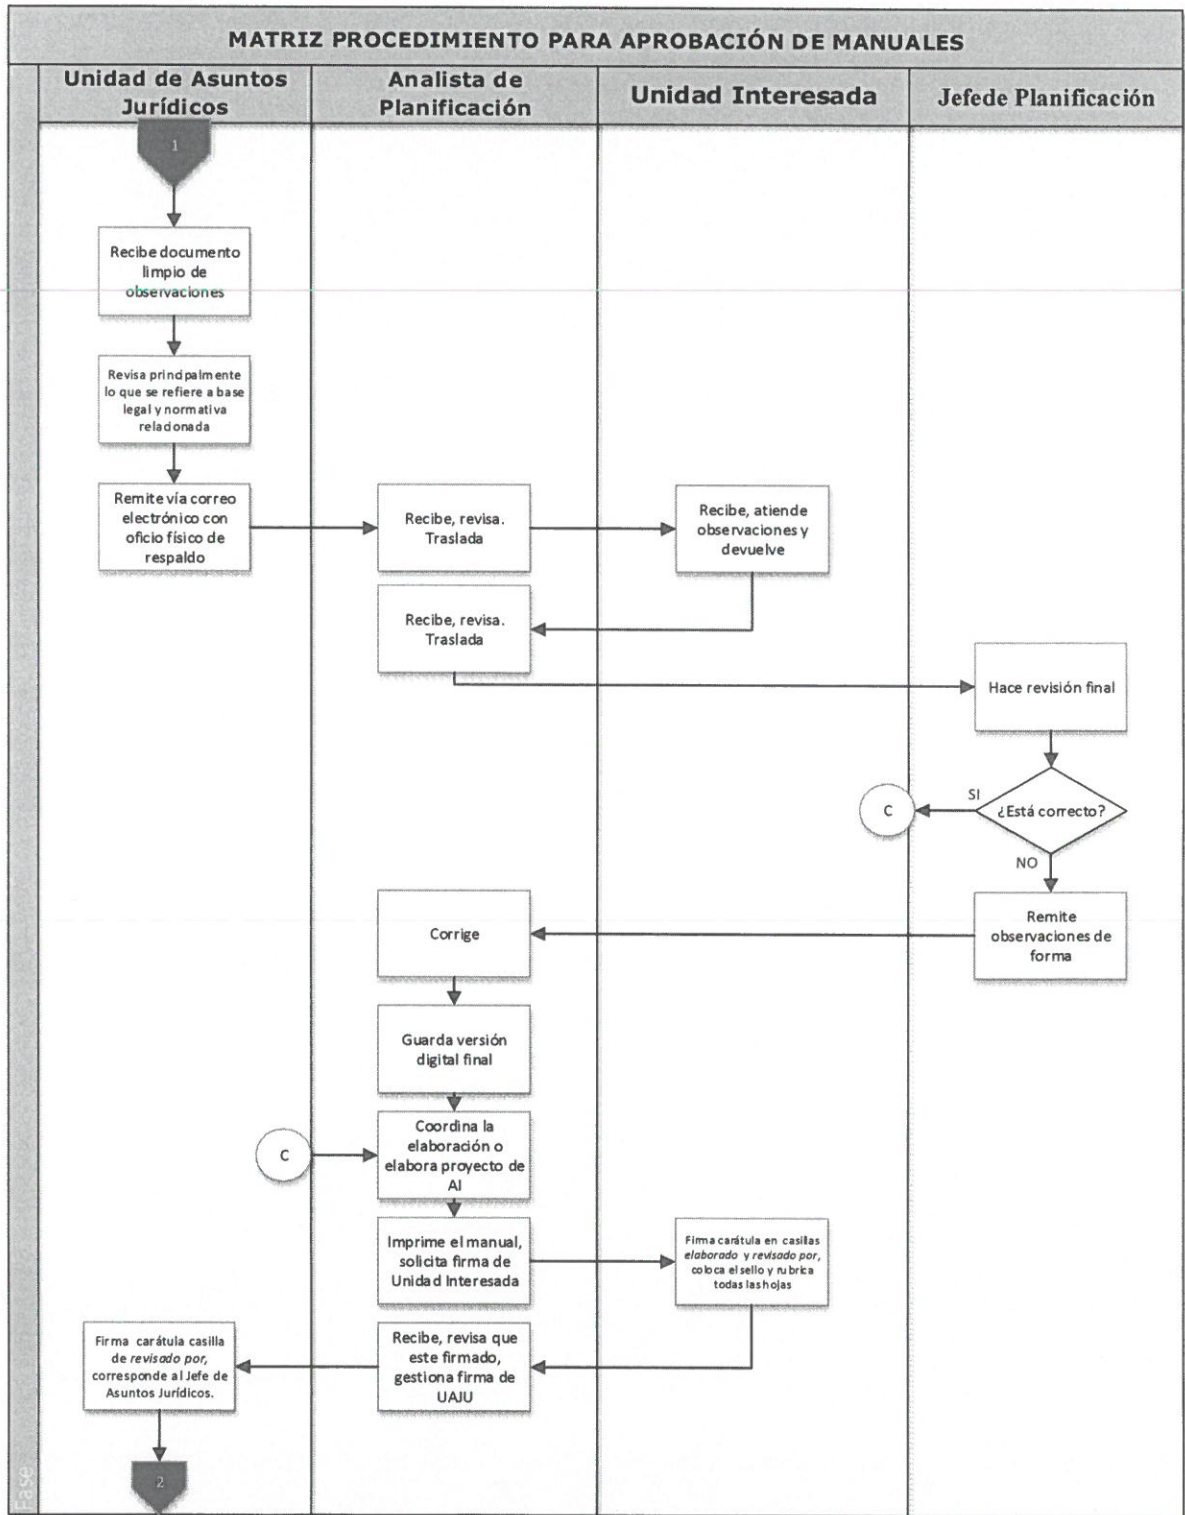 MATRIZ PROCEDIMIENTO PARA APROBACIÓN DE MANUALES
Unidad de Asuntos
Jurídicos
Analista de
Planificación
Unidad Interesada
Jefede Planificación
1
Recibe documento
limpio de
observaciones
Revisa principalmente
lo que se refiere a base
legal y normativa
relacionada
Remite vía correo
electrónico con
oficio físico de
respaldo
Recibe, revisa.
Traslada
Recibe, atiende
observaciones y
devuelve
Recibe, revisa.
Traslada
Hace revisión final
¿Está correcto?
SI
C
NO
Remite
observaciones de
forma
Corrige
Guarda versión
digital final
C
Coordina la
elaboración o
elabora proyecto de
AI
Imprime el manual,
solicita firma de
Unidad Interesada
Firma carátula en casillas
elaborado y revisado por,
coloca el sello y rubrica
todas las hojas
Recibe, revisa que
este firmado,
gestiona firma de
UAJU
Firma carátula casilla
de revisado por,
corresponde al Jefe de
Asuntos Jurídicos.
2
Fase